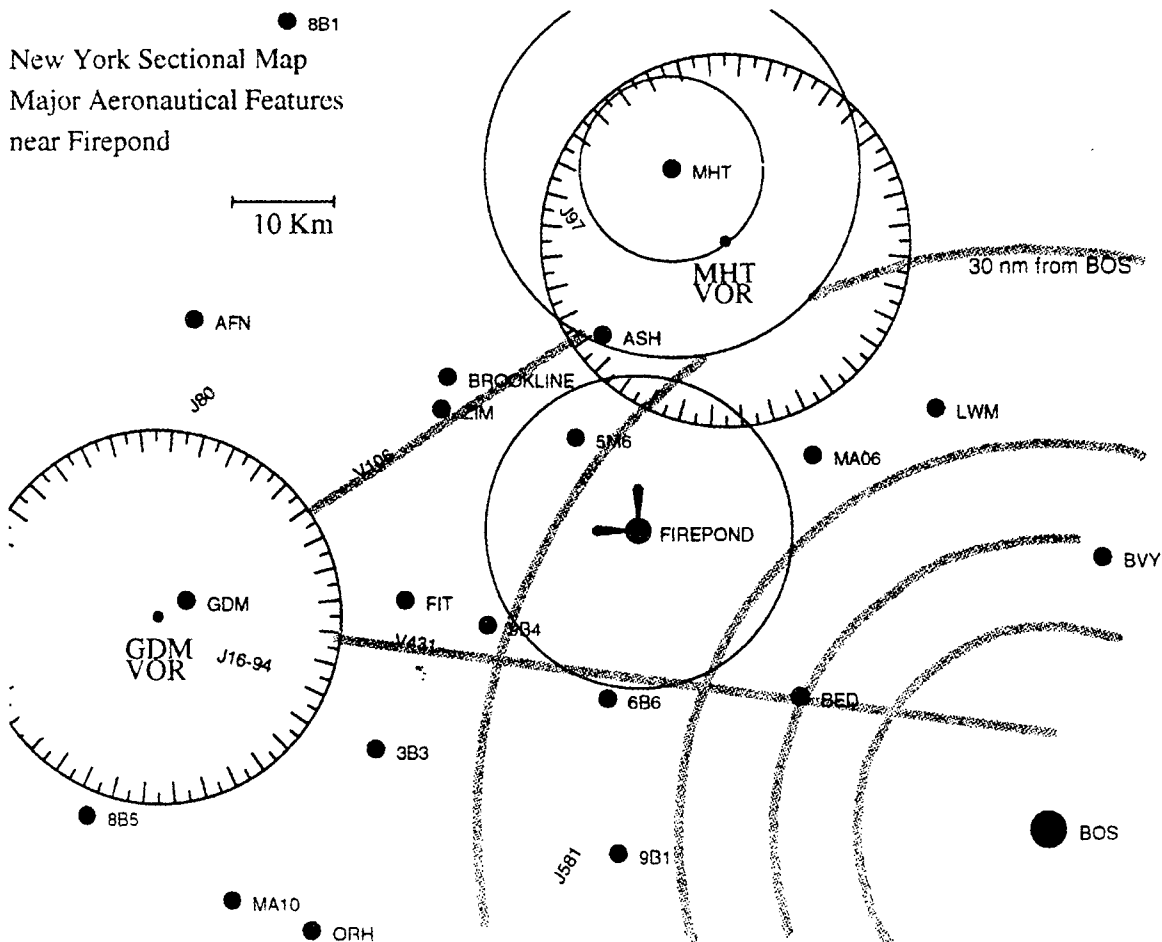 8B1
New York Sectional Map
Major Aeronautical Features
near Firepond
10 Km
MHT
J97
MHT
VOR
30 nm from BOS
AFN
ASH
BROOKLINE
J80
ZIM
LWM
5M6
MA06
V106
FIREPOND
BVY
GDM
FIT
9B4
GDM
VOR
J16-94
V431
6B6
BED
3B3
8B5
BOS
J581
9B1
MA10
ORH